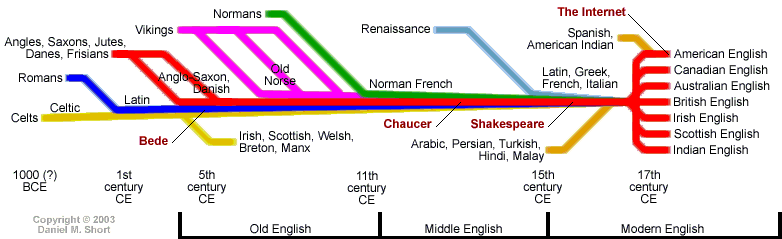 Normans
Renaissance
The Internet
Vikings
Spanish,
American Indian
Angles, Saxons, Jutes,
Danes, Frisians
American English
Old
Norse
Romans
Anglo-Saxon,
Danish
Norman French
Latin, Greek,
French, Italian
Canadian English
Australian English
Celtic
Latin
British English
Celts
Chaucer
Shakespeare
Irish English
Bede
Irish, Scottish, Welsh,
Breton, Manx
Arabic, Persian, Turkish,
Hindi, Malay
Scottish English
Indian English
1000 (?)
BCE
1st
century
CE
5th
century
CE
11th
century
CE
15th
century
CE
17th
century
CE
Copyright © 2003
Daniel M. Short
Old English
Middle English
Modern English